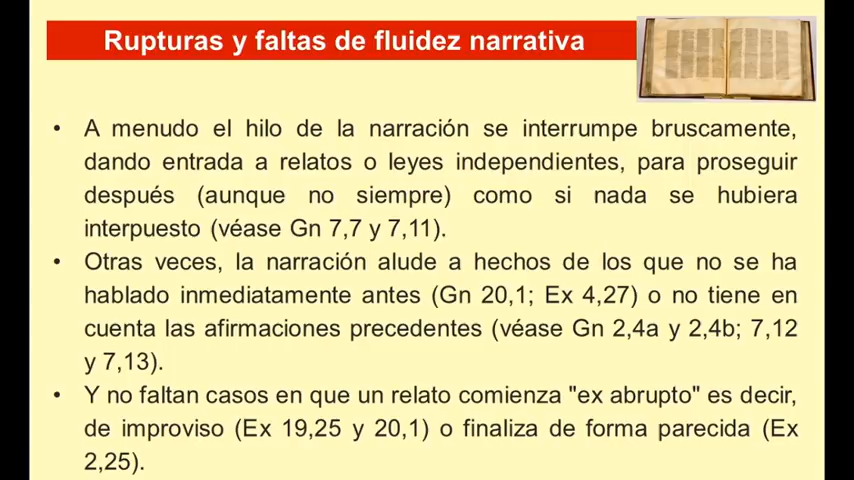 Rupturas y faltas de fluidez narrativa
• A menudo el hilo de la narración se interrumpe bruscamente,
dando entrada a relatos o leyes independientes, para proseguir
después (aunque no siempre) como si nada se hubiera
interpuesto (véase Gn 7,7 y 7,11).
• Otras veces, la narración alude a hechos de los que no se ha
hablado inmediatamente antes (Gn 20,1; Ex 4,27) o no tiene en
cuenta las afirmaciones precedentes (véase Gn 2,4a y 2,4b; 7,12
y 7,13).
• Y no faltan casos en que un relato comienza "ex abrupto" es decir,
de improviso (Ex 19,25 y 20,1) o finaliza de forma parecida (Ex
2,25).